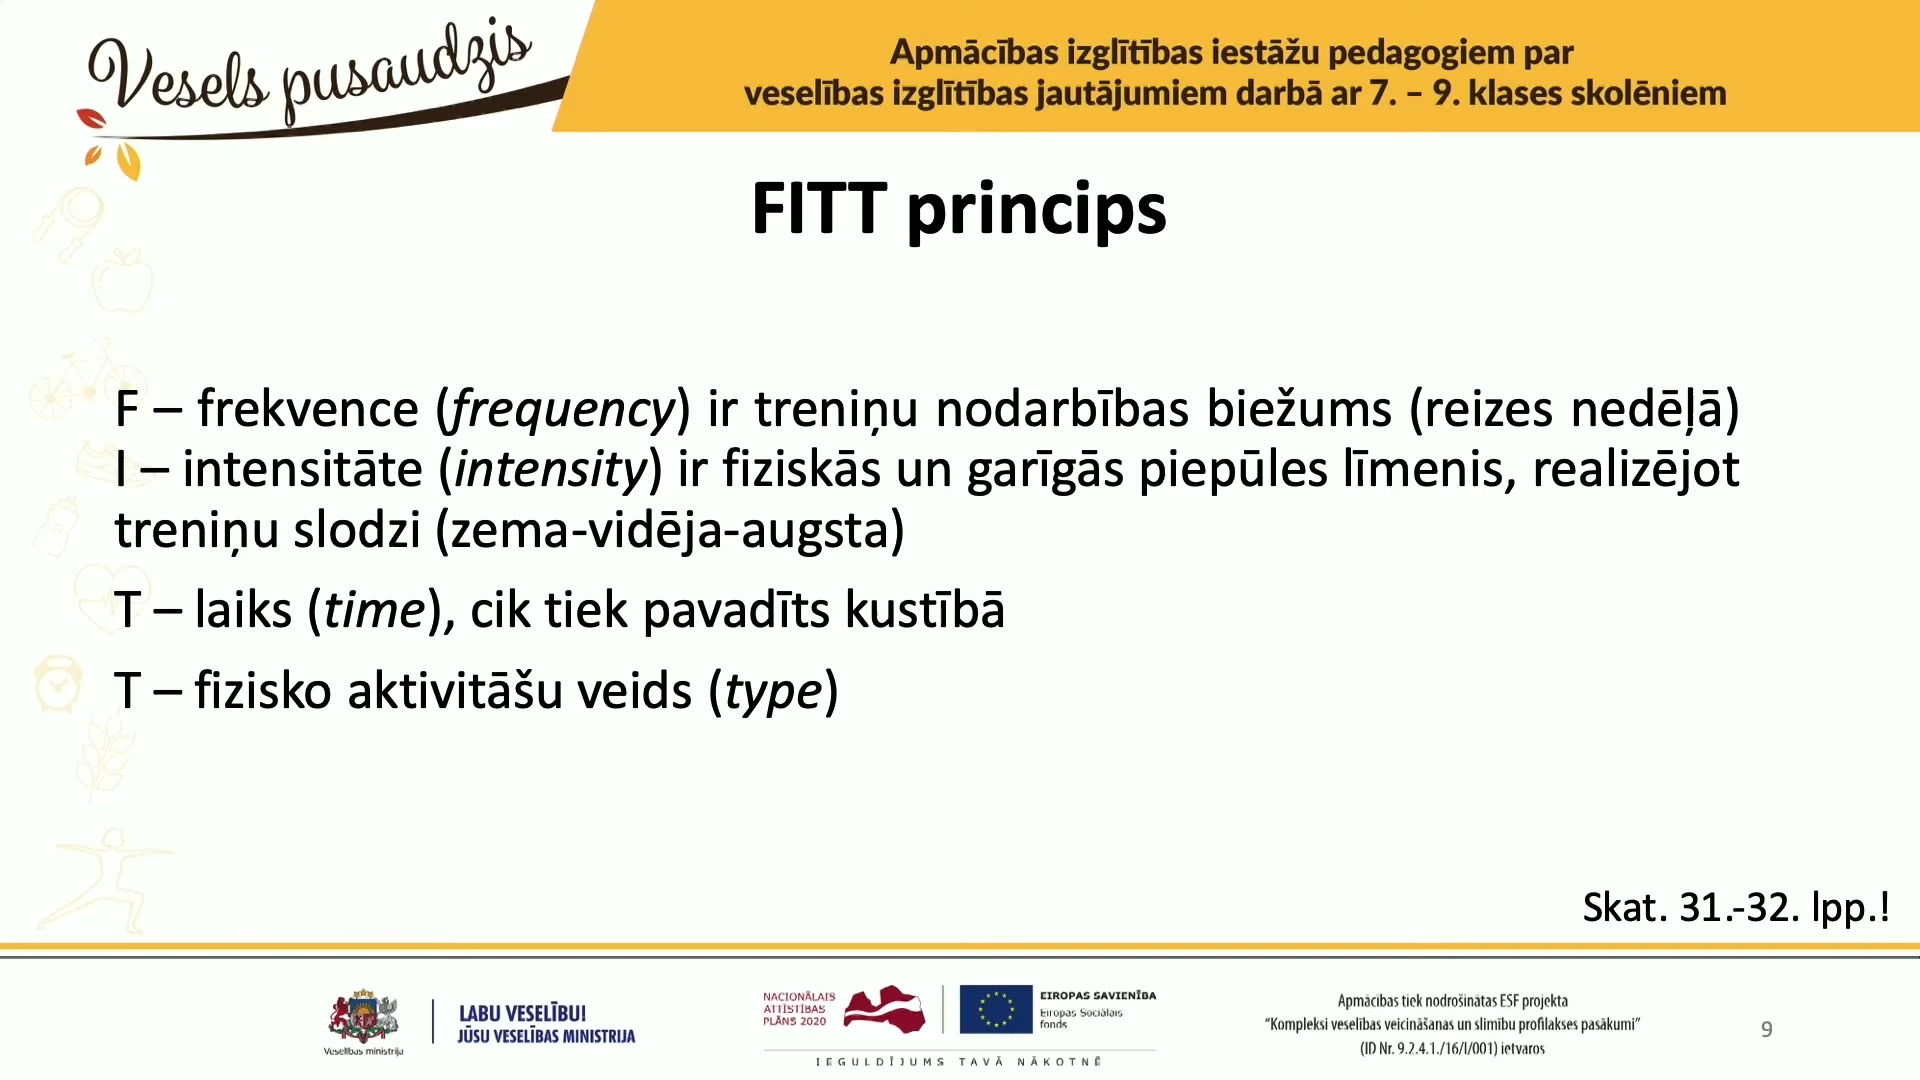 Vesels pusaudzis
Apmācības izglītības iestāžu pedagogiem par
veselības izglītības jautājumiem darbā ar 7. – 9. klases skolēniem
FITT princips
F – frekvence (frequency) ir treniņu nodarbības biežums (reizes nedēļā)
I – intensitāte (intensity) ir fiziskās un garīgās piepūles līmenis, realizējot
treniņu slodzi (zema-vidēja-augsta)
T – laiks (time), cik tiek pavadīts kustībā
T – fizisko aktivitāšu veids (type)
Skat. 31.-32. lpp.!
Veselības ministrija
LABU VESELĪBU!
JŪSU VESELĪBAS MINISTRIJA
NACIONĀLAIS
ATTĪSTĪBAS
PLĀNS 2020
EIROPAS SAVIENĪBA
Eiropas Sociālais
fonds
IEGULDĪJUMS TAVĀ NĀKOTNĒ
Apmācības tiek nodrošinātas ESF projekta
“Kompleksi veselības veicināšanas un slimību profilakses pasākumi”
(ID Nr. 9.2.4.1./16/I/001) ietvaros
9